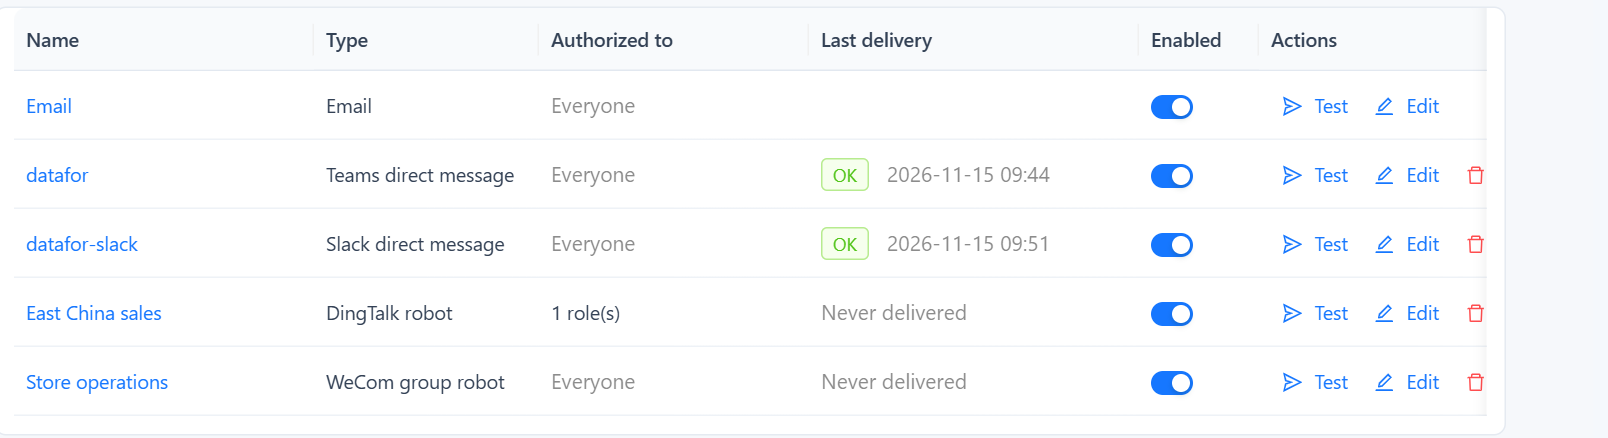 Name Type Authorized to Last delivery Enabled Actions
Email Email Everyone Test Edit
datafor Teams direct message Everyone OK 2026-11-15 09:44 Test Edit
datafor-slack Slack direct message Everyone OK 2026-11-15 09:51 Test Edit
East China sales DingTalk robot 1 role(s) Never delivered Test Edit
Store operations WeCom group robot Everyone Never delivered Test Edit